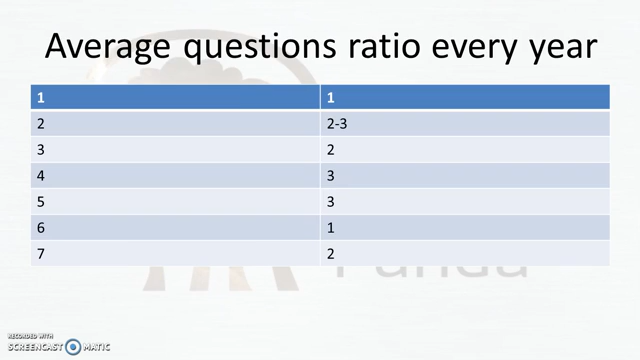 Average questions ratio every year
1 1
2 2-3
3 2
4 3
5 3
6 1
7 2
Panda
RECORDED WITH
SCREENCAST MATIC